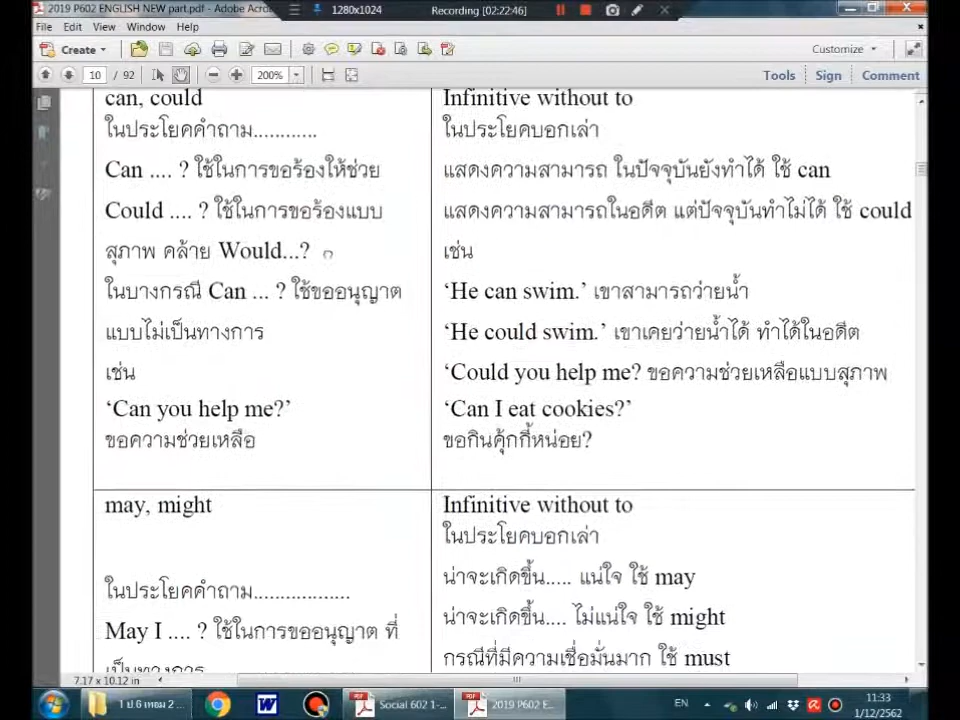 2019 P602 ENGLISH NEW part.pdf - Adobe Acro
1280x1024
Recording [02:22:46]
File Edit View Window Help
Create
Customize
10 / 92
200%
Tools Sign Comment
can, could
ในประโยคคำถาม............
Can .... ? ใช้ในการขอร้องให้ช่วย
Could .... ? ใช้ในการขอร้องแบบ
สุภาพ คล้าย Would...?
ในบางกรณี Can ... ? ใช้ขออนุญาต
แบบไม่เป็นทางการ
เช่น
‘Can you help me?’
ขอความช่วยเหลือ
Infinitive without to
ในประโยคบอกเล่า
แสดงความสามารถ ในปัจจุบันยังทำได้ ใช้ can
แสดงความสามารถในอดีต แต่ปัจจุบันทำไม่ได้ ใช้ could
เช่น
‘He can swim.’ เขาสามารถว่ายน้ำ
‘He could swim.’ เขาเคยว่ายน้ำได้ ทำได้ในอดีต
‘Could you help me? ขอความช่วยเหลือแบบสุภาพ
‘Can I eat cookies?’
ขอกินคุ้กกี้หน่อย?
may, might
ในประโยคคำถาม..................
May I .... ? ใช้ในการขออนุญาต ที่
เป็นทางการ
Infinitive without to
ในประโยคบอกเล่า
น่าจะเกิดขึ้น..... แน่ใจ ใช้ may
น่าจะเกิดขึ้น.... ไม่แน่ใจ ใช้ might
กรณีที่มีความเชื่อมั่นมาก ใช้ must
7.17 x 10.12 in
1 ป 6 เทอม 2 ...
Social 602 1-...
2019 P602 E...
EN
11:33
1/12/2562